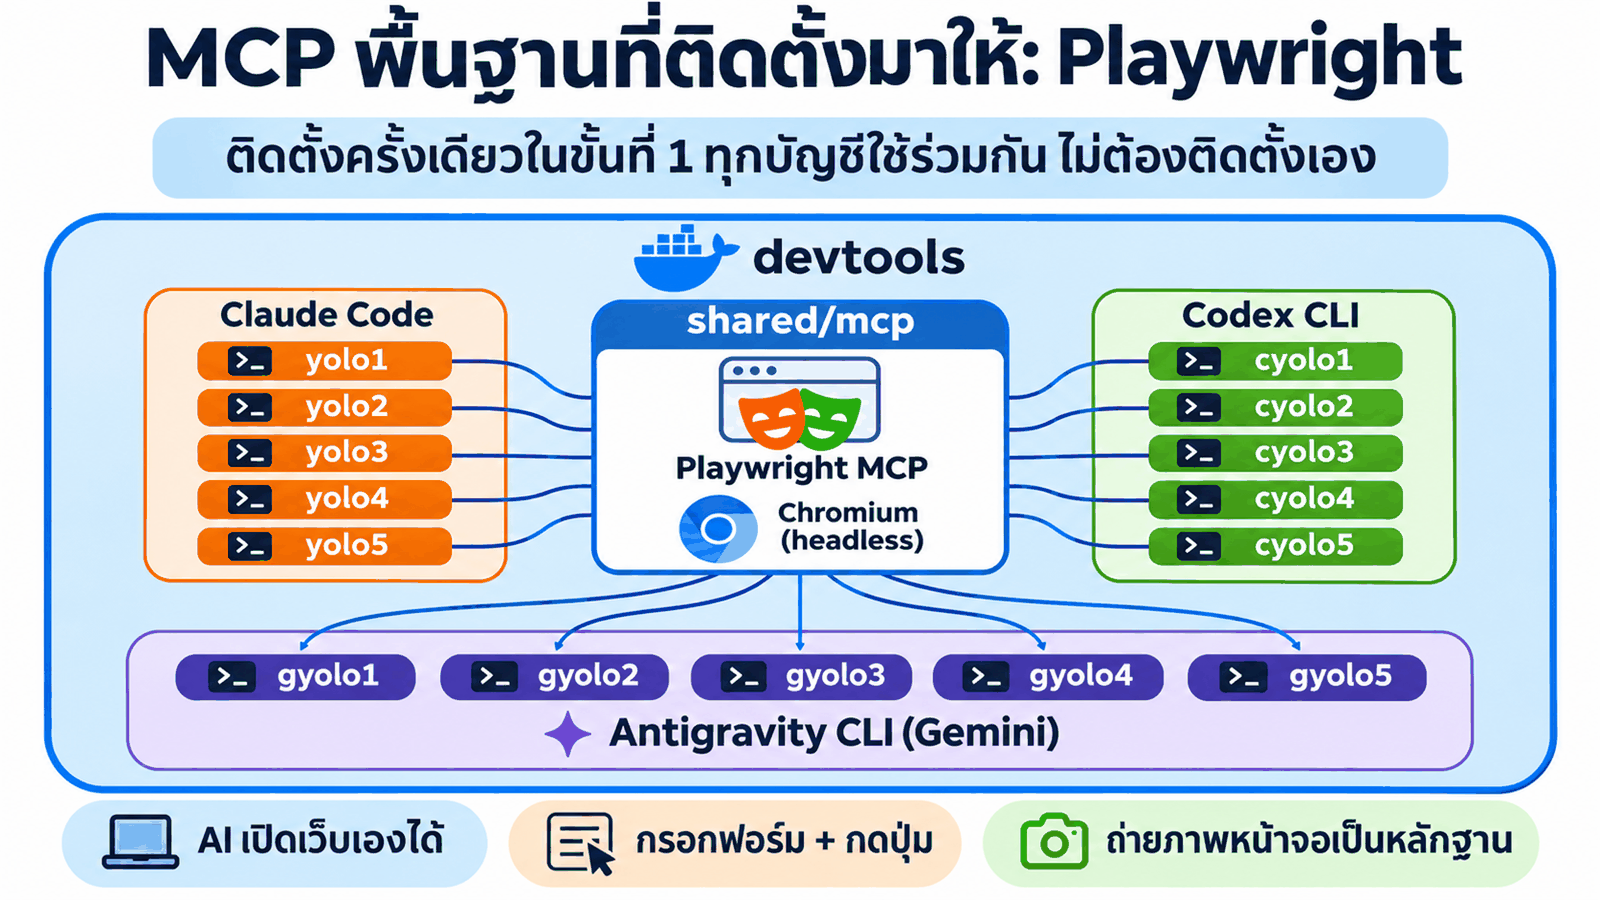 MCP พื้นฐานที่ติดตั้งมาให้: Playwright
ติดตั้งครั้งเดียวในขั้นที่ 1 ทุกบัญชีใช้ร่วมกัน ไม่ต้องติดตั้งเอง
devtools
Claude Code
>_ yolo1
>_ yolo2
>_ yolo3
>_ yolo4
>_ yolo5
shared/mcp
Playwright MCP
Chromium
(headless)
Codex CLI
>_ cyolo1
>_ cyolo2
>_ cyolo3
>_ cyolo4
>_ cyolo5
>_ gyolo1
>_ gyolo2
>_ gyolo3
>_ gyolo4
>_ gyolo5
Antigravity CLI (Gemini)
AI เปิดเว็บเองได้
กรอกฟอร์ม + กดปุ่ม
ถ่ายภาพหน้าจอเป็นหลักฐาน